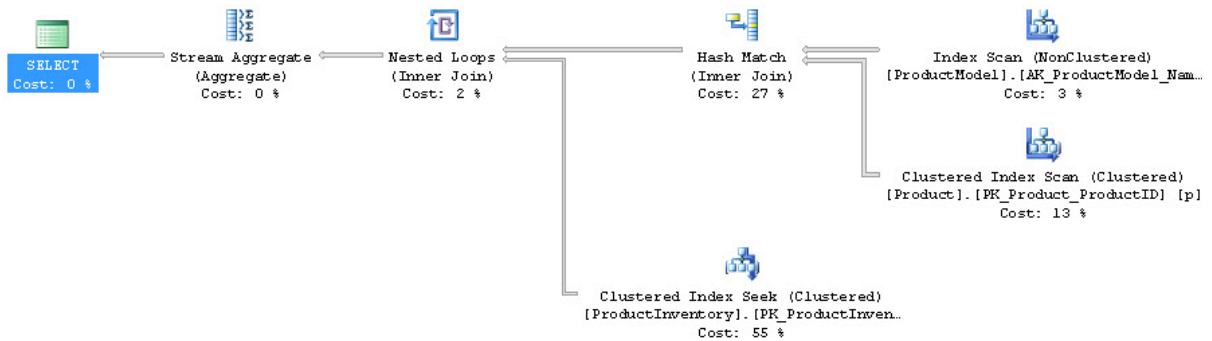 SELECT
Cost: 0 %
Stream Aggregate
(Aggregate)
Cost: 0 %
Nested Loops
(Inner Join)
Cost: 2 %
Hash Match
(Inner Join)
Cost: 27 %
Index Scan (NonClustered)
[ProductModel].[AK_ProductModel_Nam…
Cost: 3 %
Clustered Index Scan (Clustered)
[Product].[PK_Product_ProductID] [p]
Cost: 13 %
Clustered Index Seek (Clustered)
[ProductInventory].[PK_ProductInven…
Cost: 55 %